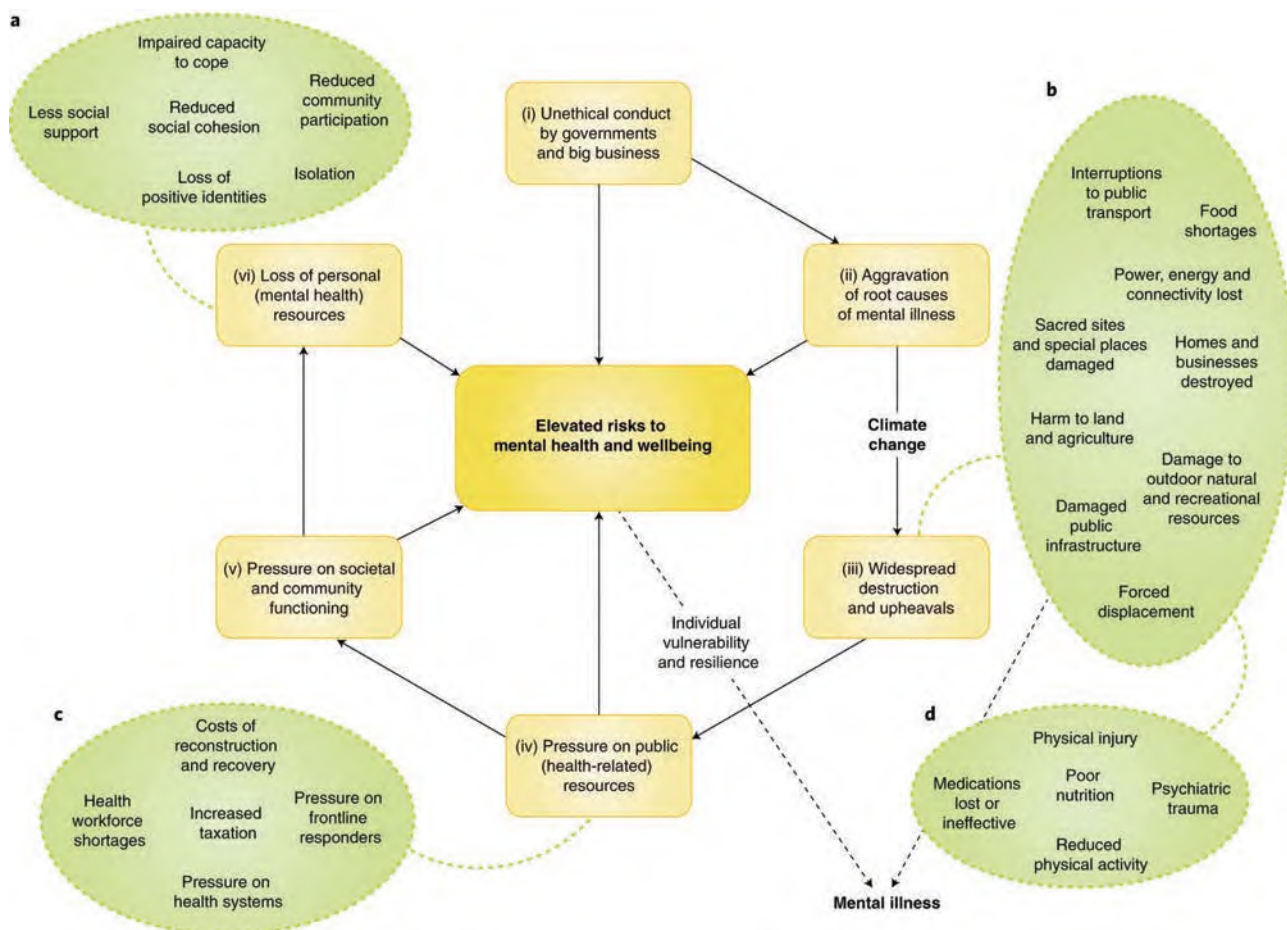 a
Impaired capacity
to cope
Reduced
community
participation
Less social
support
Reduced
social cohesion
Loss of
positive identities
Isolation
(i) Unethical conduct
by governments
and big business
b
Interruptions
to public
transport
Food
shortages
Power, energy and
connectivity lost
Sacred sites
and special places
damaged
Homes and
businesses
destroyed
Harm to land
and agriculture
Damage to
outdoor natural
and recreational
resources
Damaged
public
infrastructure
Forced
displacement
(vi) Loss of personal
(mental health)
resources
(ii) Aggravation
of root causes
of mental illness
Elevated risks to
mental health and wellbeing
Climate
change
(v) Pressure on societal
and community
functioning
(iii) Widespread
destruction
and upheavals
Individual
vulnerability
and resilience
(iv) Pressure on public
(health-related)
resources
c
Costs of
reconstruction
and recovery
Health
workforce
shortages
Increased
taxation
Pressure on
frontline
responders
Pressure on
health systems
d
Physical injury
Medications
lost or
ineffective
Poor
nutrition
Psychiatric
trauma
Reduced
physical activity
Mental illness